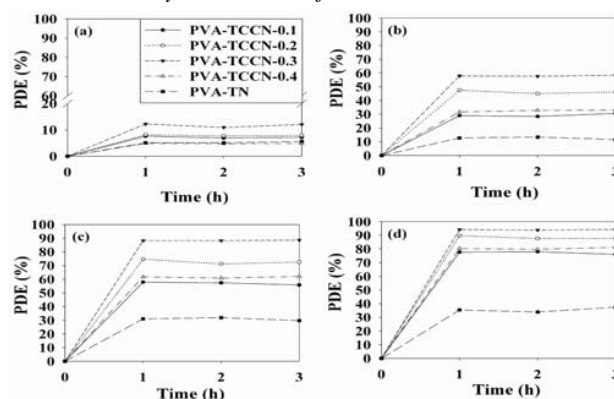 (a)
PVA-TCCN-0.1
PVA-TCCN-0.2
PVA-TCCN-0.3
PVA-TCCN-0.4
PVA-TN
PDE (%)
100
90
80
70
60
20
10
0
0 1 2 3
Time (h)
(b)
PDE (%)
100
90
80
70
60
50
40
30
20
10
0
0 1 2 3
Time (h)
(c)
PDE (%)
100
90
80
70
60
50
40
30
20
10
0
0 1 2 3
Time (h)
(d)
PDE (%)
100
90
80
70
60
50
40
30
20
10
0
0 1 2 3
Time (h)